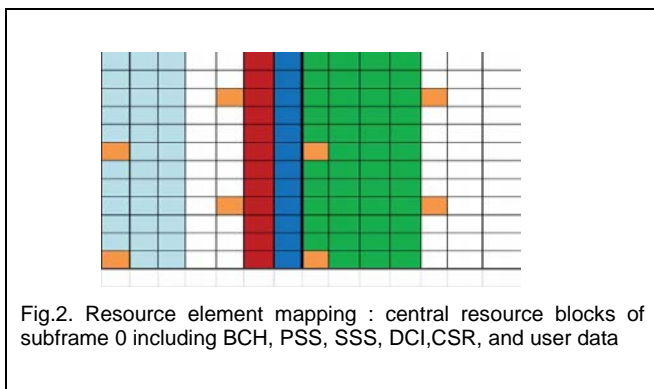 Fig.2. Resource element mapping : central resource blocks of
subframe 0 including BCH, PSS, SSS, DCI,CSR, and user data